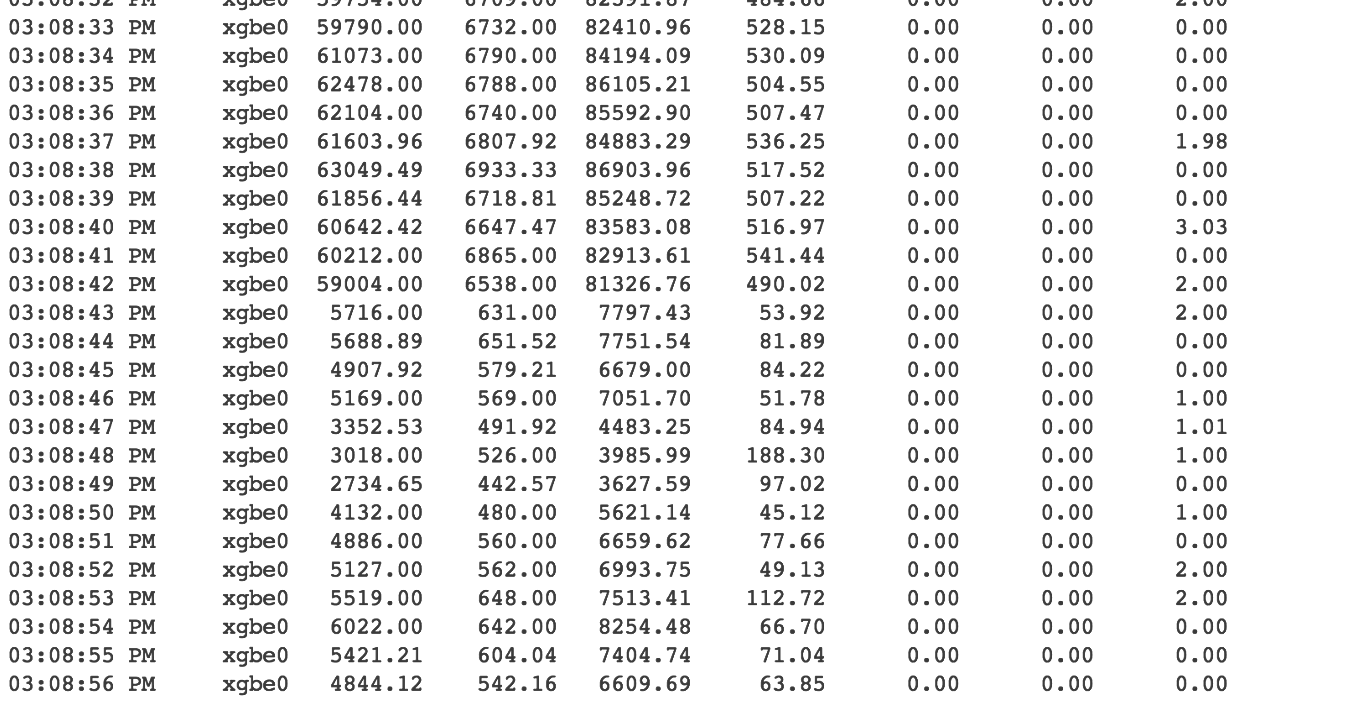 03:08:32 PM xgbe0 59754.00 6709.00 82391.87 484.66 0.00 0.00 2.00
03:08:33 PM xgbe0 59790.00 6732.00 82410.96 528.15 0.00 0.00 0.00
03:08:34 PM xgbe0 61073.00 6790.00 84194.09 530.09 0.00 0.00 0.00
03:08:35 PM xgbe0 62478.00 6788.00 86105.21 504.55 0.00 0.00 0.00
03:08:36 PM xgbe0 62104.00 6740.00 85592.90 507.47 0.00 0.00 0.00
03:08:37 PM xgbe0 61603.96 6807.92 84883.29 536.25 0.00 0.00 1.98
03:08:38 PM xgbe0 63049.49 6933.33 86903.96 517.52 0.00 0.00 0.00
03:08:39 PM xgbe0 61856.44 6718.81 85248.72 507.22 0.00 0.00 0.00
03:08:40 PM xgbe0 60642.42 6647.47 83583.08 516.97 0.00 0.00 3.03
03:08:41 PM xgbe0 60212.00 6865.00 82913.61 541.44 0.00 0.00 0.00
03:08:42 PM xgbe0 59004.00 6538.00 81326.76 490.02 0.00 0.00 2.00
03:08:43 PM xgbe0 5716.00 631.00 7797.43 53.92 0.00 0.00 2.00
03:08:44 PM xgbe0 5688.89 651.52 7751.54 81.89 0.00 0.00 0.00
03:08:45 PM xgbe0 4907.92 579.21 6679.00 84.22 0.00 0.00 0.00
03:08:46 PM xgbe0 5169.00 569.00 7051.70 51.78 0.00 0.00 1.00
03:08:47 PM xgbe0 3352.53 491.92 4483.25 84.94 0.00 0.00 1.01
03:08:48 PM xgbe0 3018.00 526.00 3985.99 188.30 0.00 0.00 1.00
03:08:49 PM xgbe0 2734.65 442.57 3627.59 97.02 0.00 0.00 0.00
03:08:50 PM xgbe0 4132.00 480.00 5621.14 45.12 0.00 0.00 1.00
03:08:51 PM xgbe0 4886.00 560.00 6659.62 77.66 0.00 0.00 0.00
03:08:52 PM xgbe0 5127.00 562.00 6993.75 49.13 0.00 0.00 2.00
03:08:53 PM xgbe0 5519.00 648.00 7513.41 112.72 0.00 0.00 2.00
03:08:54 PM xgbe0 6022.00 642.00 8254.48 66.70 0.00 0.00 0.00
03:08:55 PM xgbe0 5421.21 604.04 7404.74 71.04 0.00 0.00 0.00
03:08:56 PM xgbe0 4844.12 542.16 6609.69 63.85 0.00 0.00 0.00